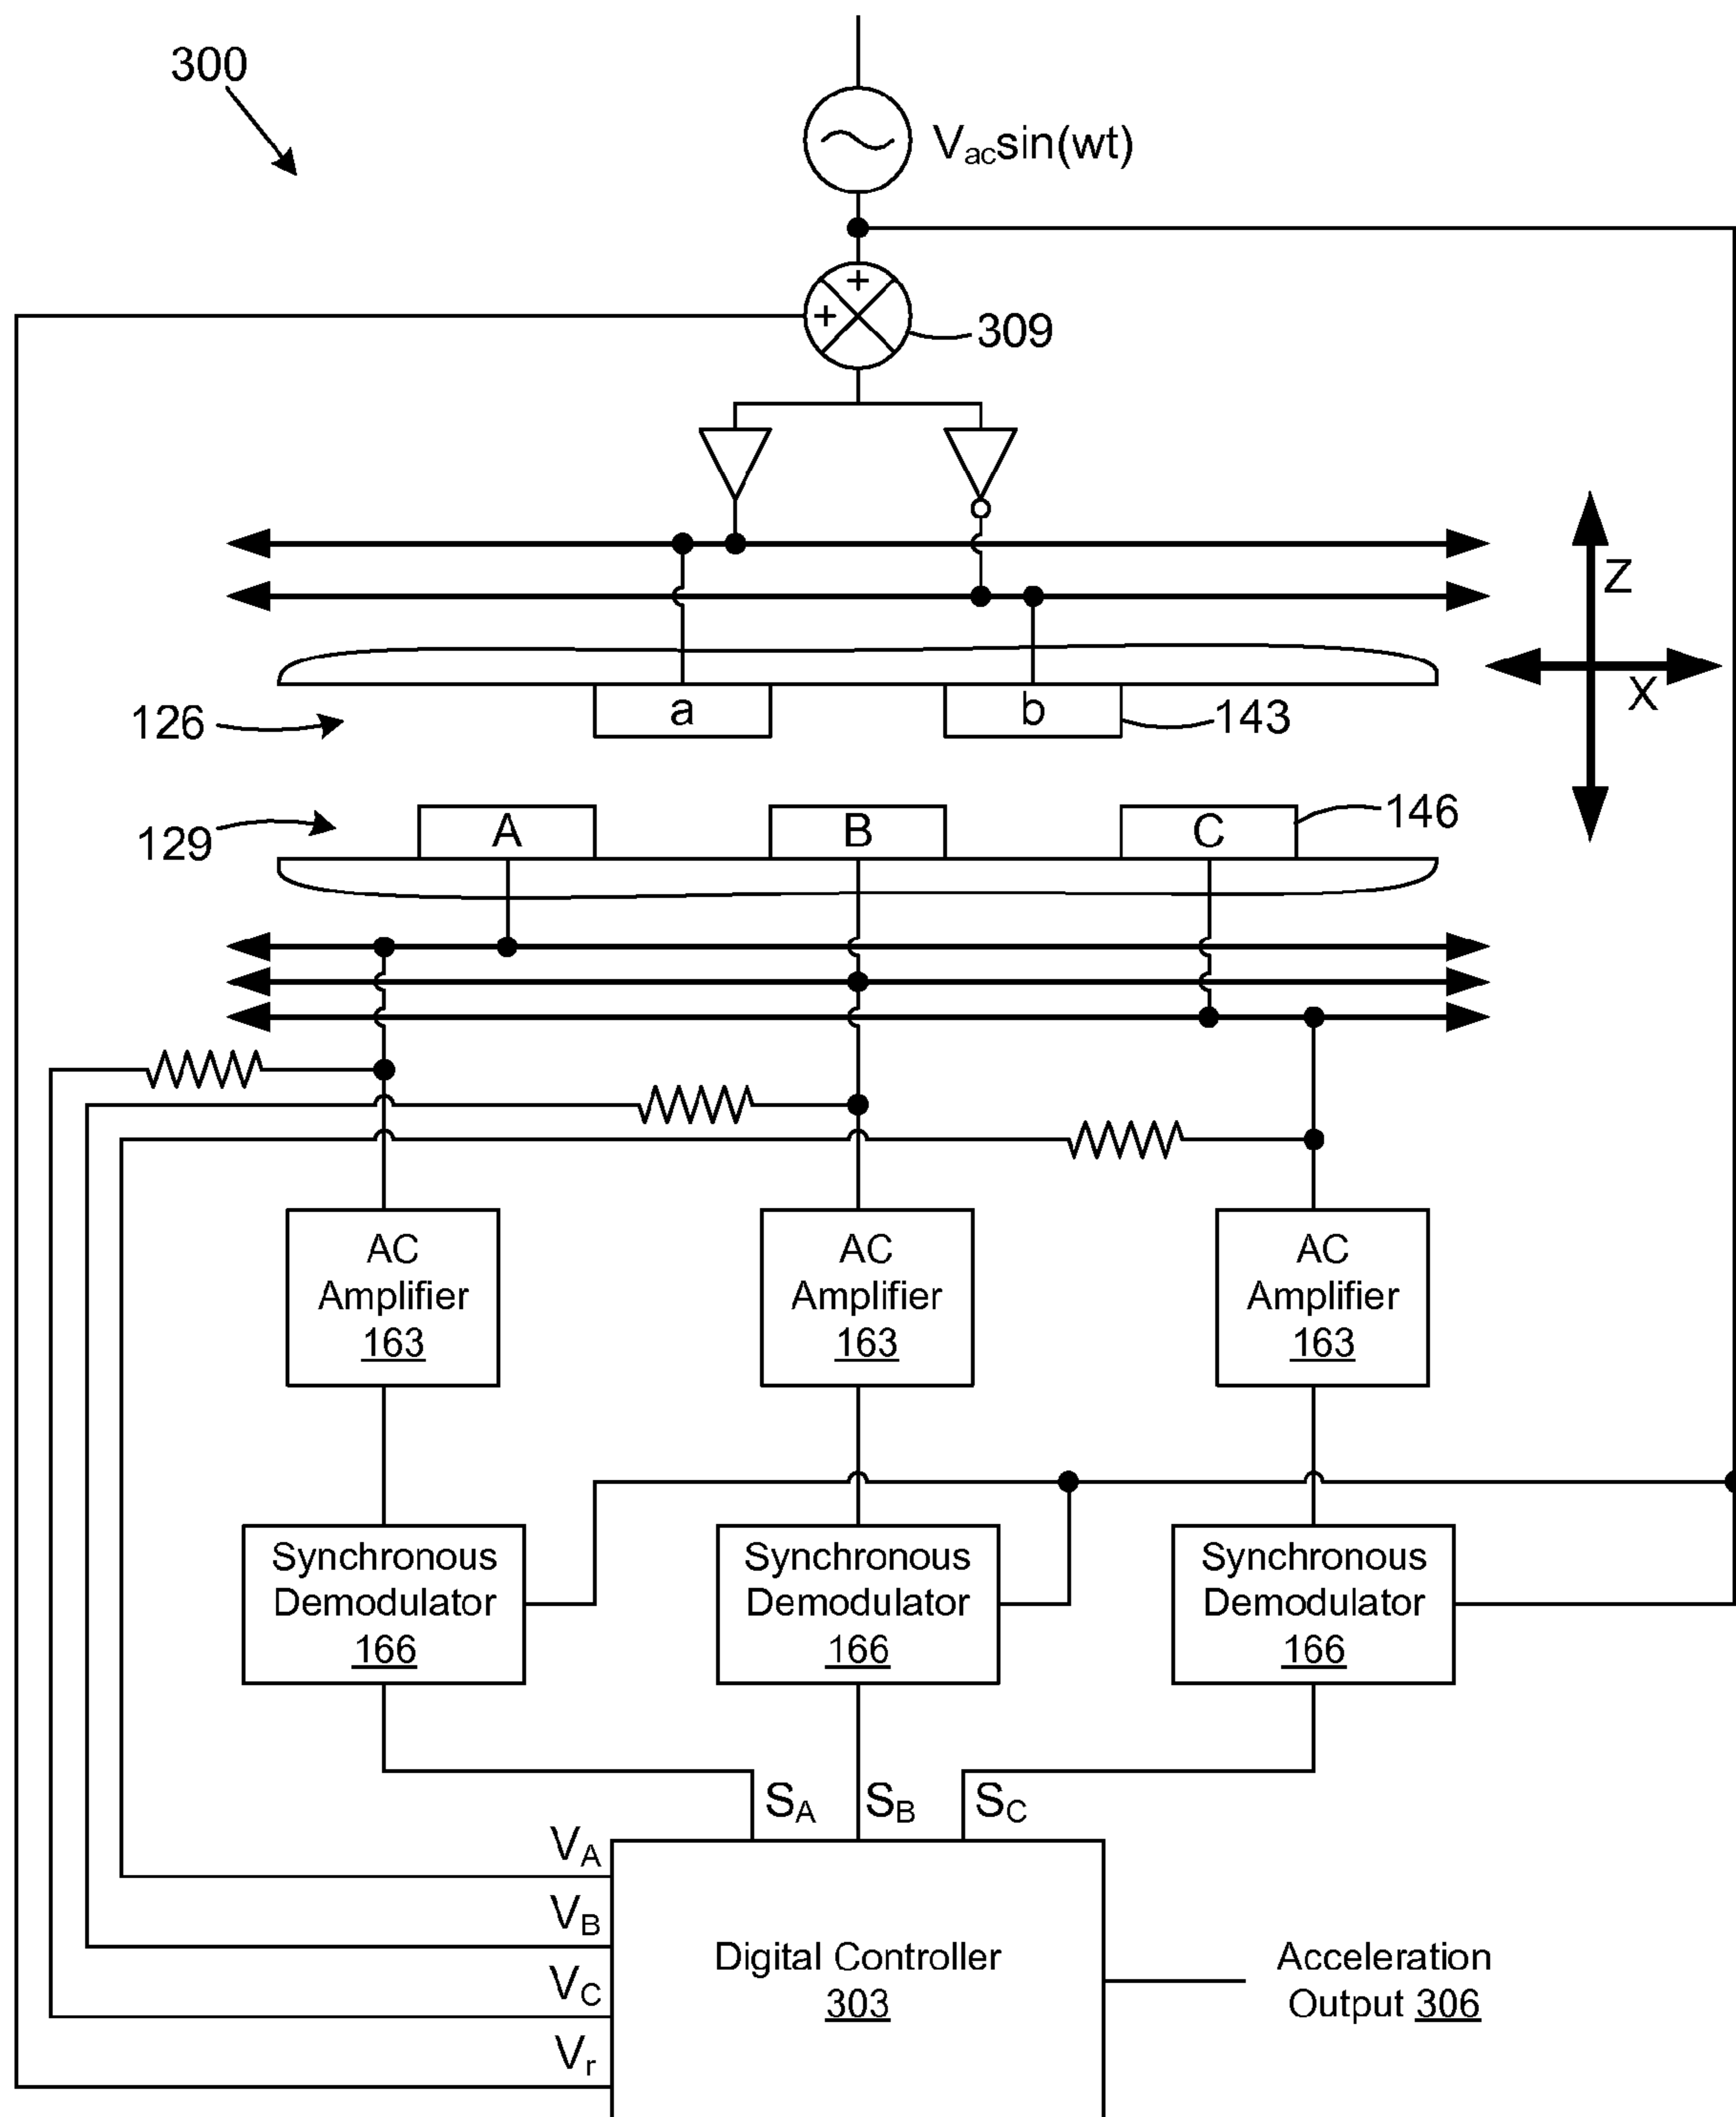 300
Vacsin(wt)
+
+
309
Z
X
126
a
b
143
129
A
B
C
146
AC
Amplifier
163
AC
Amplifier
163
AC
Amplifier
163
Synchronous
Demodulator
166
Synchronous
Demodulator
166
Synchronous
Demodulator
166
SA
SB
SC
VA
VB
VC
Vr
Digital Controller
303
Acceleration
Output 306